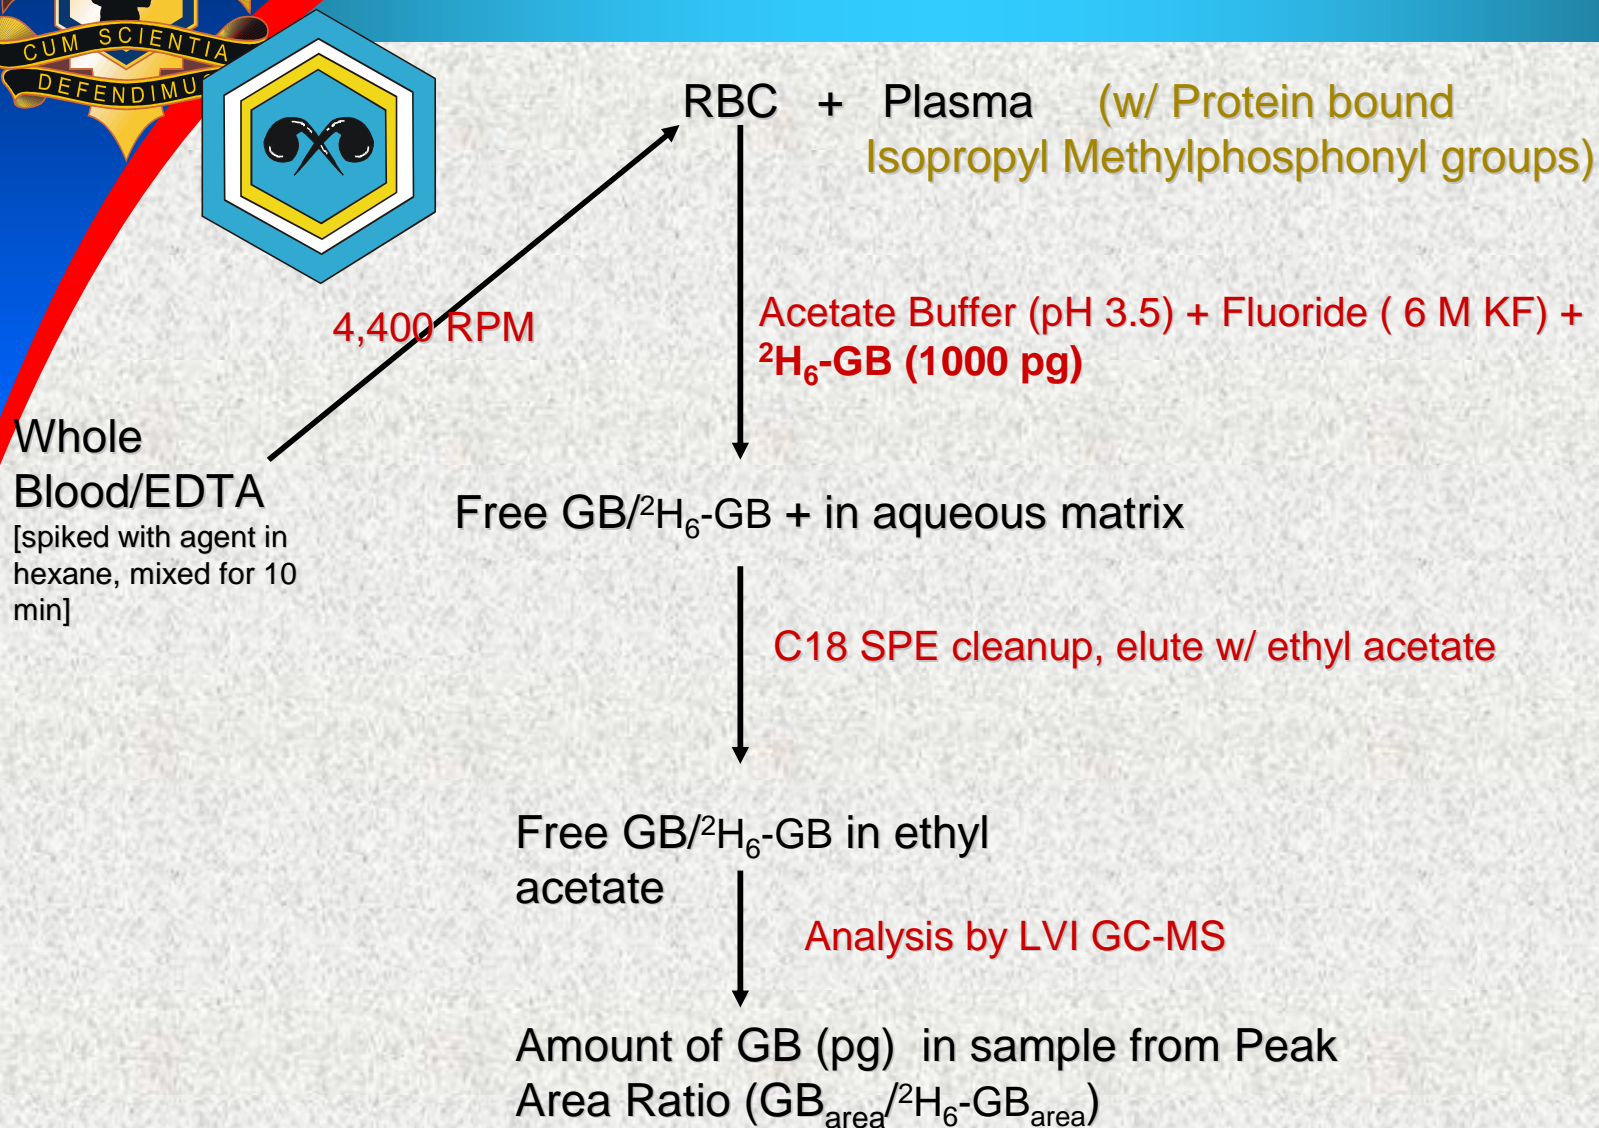 CUM SCIENTIA
DEFENDIMUS
RBC + Plasma (w/ Protein bound
Isopropyl Methylphosphonyl groups)
4,400 RPM
Acetate Buffer (pH 3.5) + Fluoride ( 6 M KF) +
²H₆-GB (1000 pg)
Whole
Blood/EDTA
[spiked with agent in
hexane, mixed for 10
min]
Free GB/²H₆-GB + in aqueous matrix
C18 SPE cleanup, elute w/ ethyl acetate
Free GB/²H₆-GB in ethyl
acetate
Analysis by LVI GC-MS
Amount of GB (pg) in sample from Peak
Area Ratio (GBarea/²H₆-GBarea)